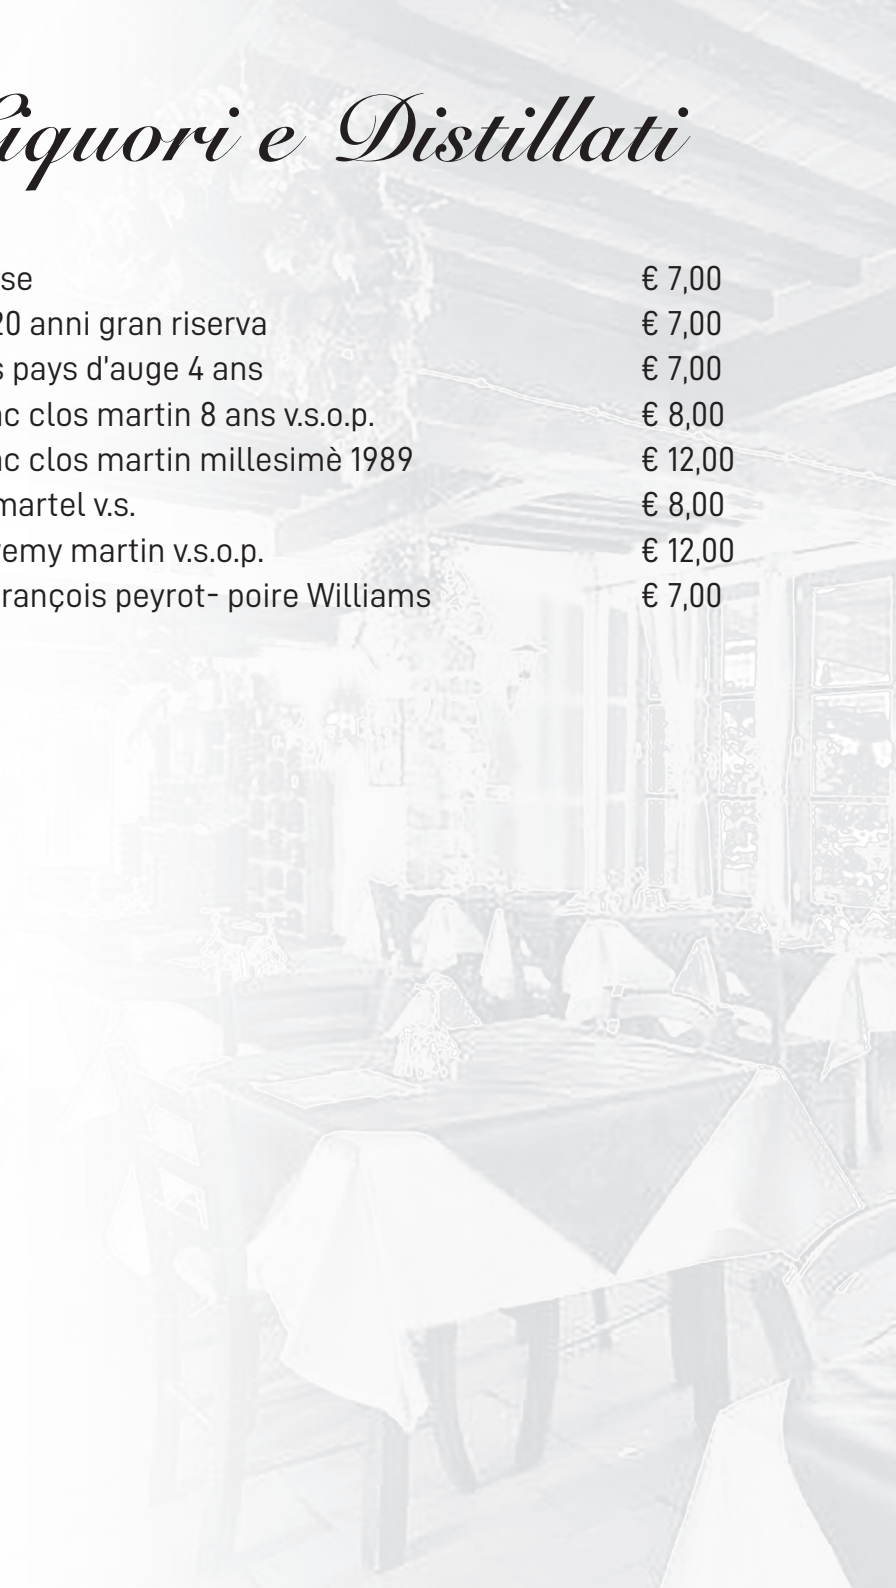 iquori e Distillati
se € 7,00
20 anni gran riserva € 7,00
s pays d'auge 4 ans € 7,00
ac clos martin 8 ans v.s.o.p. € 8,00
ac clos martin millesimè 1989 € 12,00
martel v.s. € 8,00
remy martin v.s.o.p. € 12,00
rançois peyrot- poire Williams € 7,00